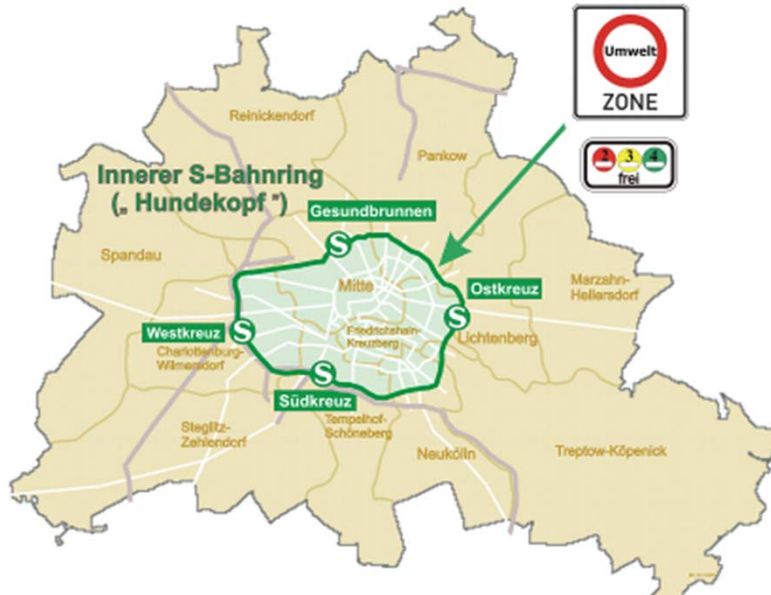 Umwelt
ZONE
2 3 4
frei
Reinickendorf
Pankow
Innerer S-Bahnring
(„ Hundekopf ")
Gesundbrunnen
S
Spandau
Mitte
Ostkreuz
Marzahn-
Hellersdorf
S
Westkreuz
S
Friedrichshain-
Kreuzberg
Lichtenberg
Charlottenburg-
Wilmersdorf
S
Südkreuz
Steglitz-
Zehlendorf
Tempelhof-
Schöneberg
Neukölln
Treptow-Köpenick